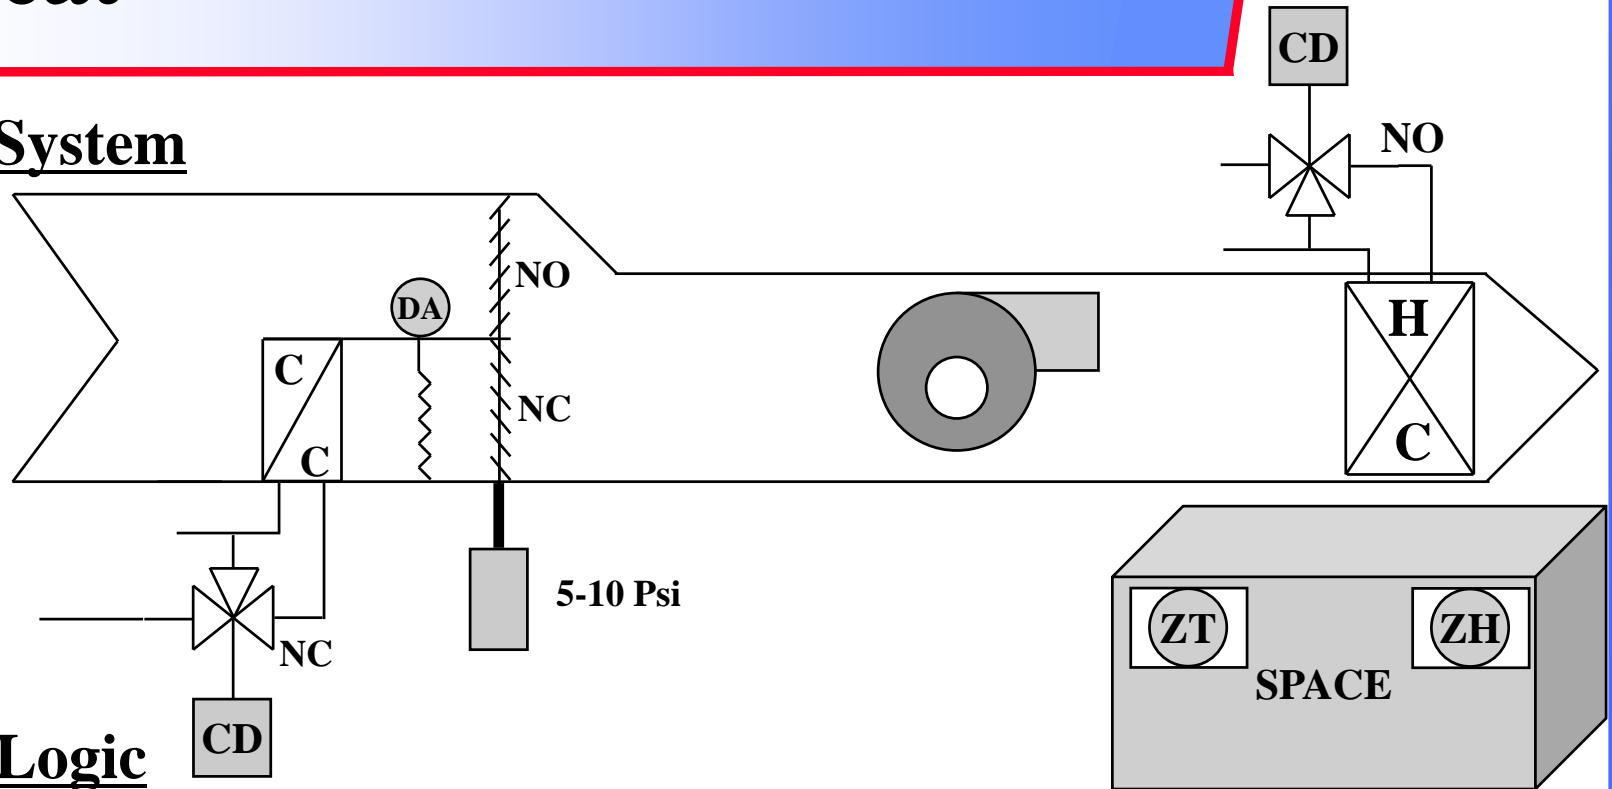 CD
System
NO
DA
NO
H
C
NC
C
C
5-10 Psi
ZT
ZH
NC
SPACE
CD
Logic